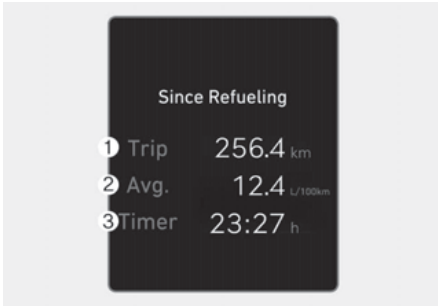 Since Refueling
1 Trip 256.4 km
2 Avg. 12.4 L/100km
3 Timer 23:27 h